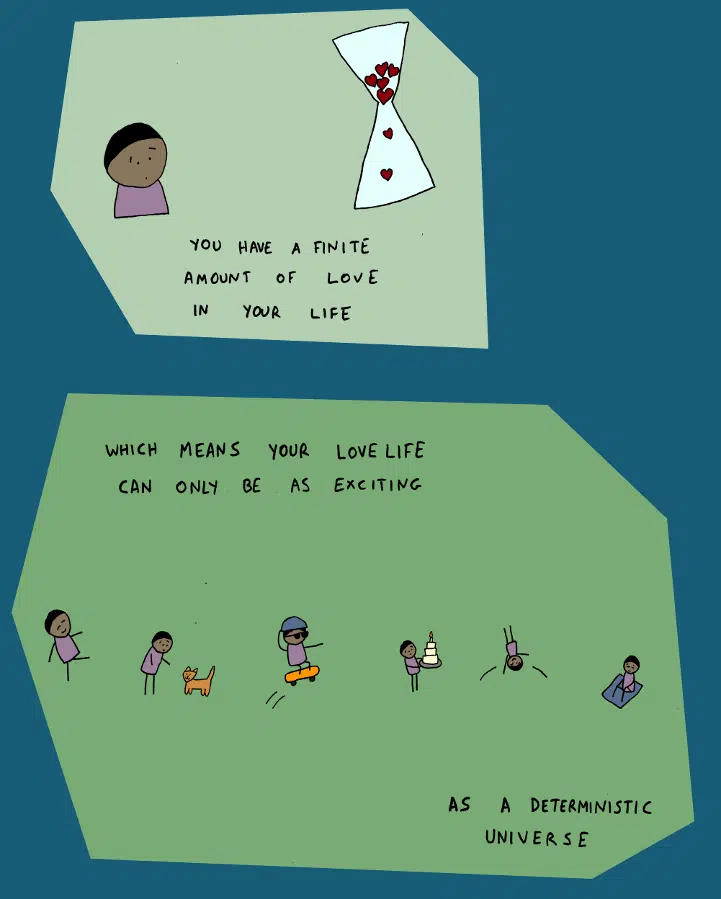 YOU HAVE A FINITE
AMOUNT OF LOVE
IN YOUR LIFE
WHICH MEANS YOUR LOVE LIFE
CAN ONLY BE AS EXCITING
AS A DETERMINISTIC
UNIVERSE